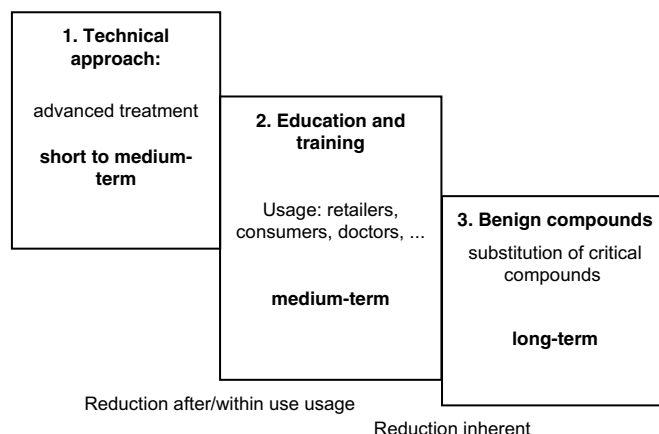 1. Technical
approach:
advanced treatment
short to medium-
term
2. Education and
training
Usage: retailers,
consumers, doctors, ...
medium-term
3. Benign compounds
substitution of critical
compounds
long-term
Reduction after/within use usage
Reduction inherent